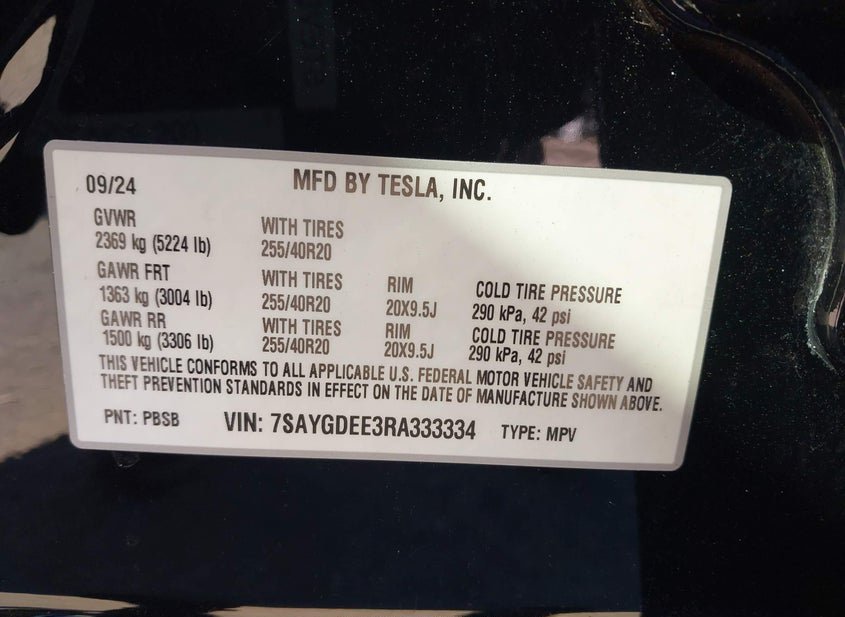 09/24 MFD BY TESLA, INC.
GVWR
2369 kg (5224 lb)
WITH TIRES
255/40R20
GAWR FRT
1363 kg (3004 lb)
WITH TIRES
255/40R20
RIM
20X9.5J
COLD TIRE PRESSURE
290 kPa, 42 psi
GAWR RR
1500 kg (3306 lb)
WITH TIRES
255/40R20
RIM
20X9.5J
COLD TIRE PRESSURE
290 kPa, 42 psi
THIS VEHICLE CONFORMS TO ALL APPLICABLE U.S. FEDERAL MOTOR VEHICLE SAFETY AND
THEFT PREVENTION STANDARDS IN EFFECT ON THE DATE OF MANUFACTURE SHOWN ABOVE.
PNT: PBSB VIN: 7SAYGDEE3RA333334 TYPE: MPV